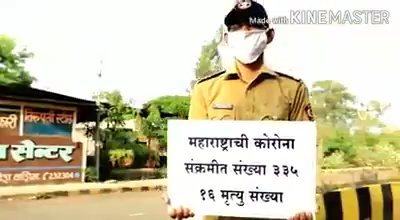 Made with KINEMASTER
महाराष्ट्राची कोरोना
संक्रमीत संख्या ३३५
१६ मृत्यु संख्या
सेन्टर